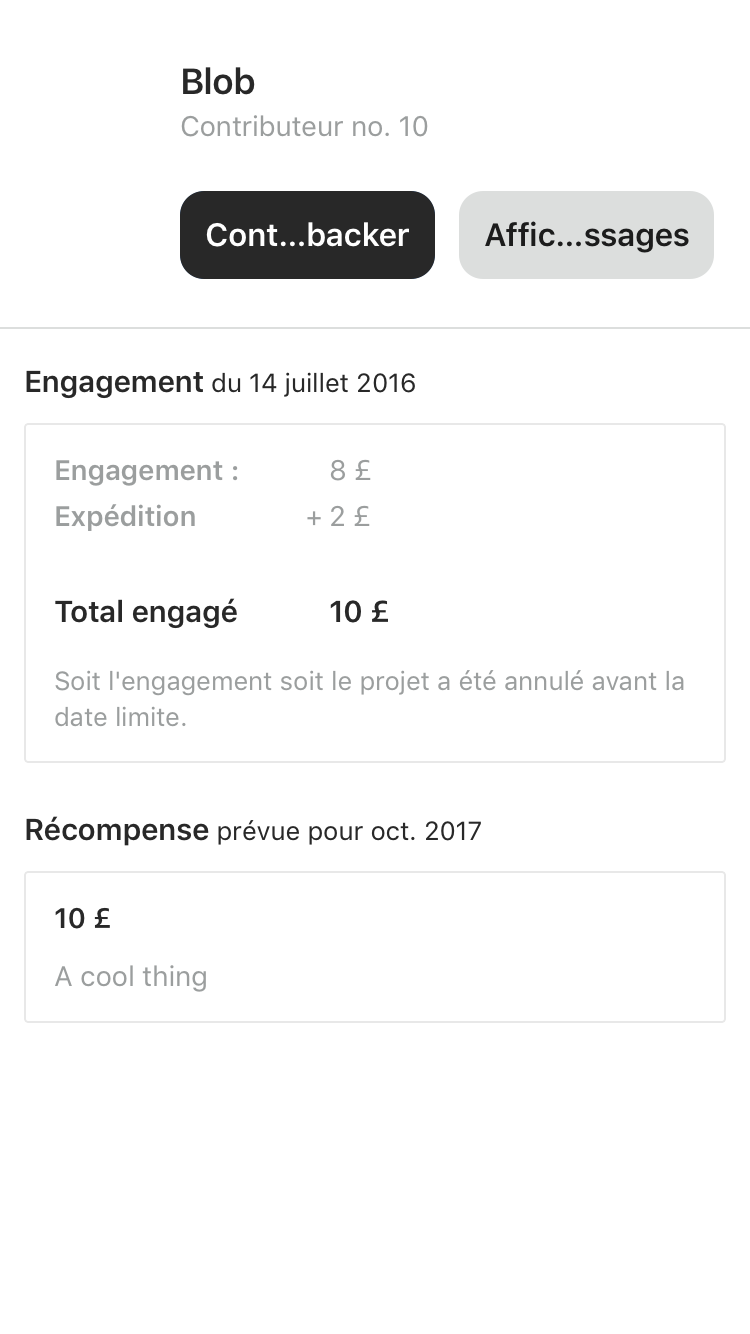 Blob
Contributeur no. 10
Cont...backer
Affic...ssages
Engagement du 14 juillet 2016
Engagement : 8 £
Expédition + 2 £
Total engagé 10 £
Soit l'engagement soit le projet a été annulé avant la
date limite.
Récompense prévue pour oct. 2017
10 £
A cool thing